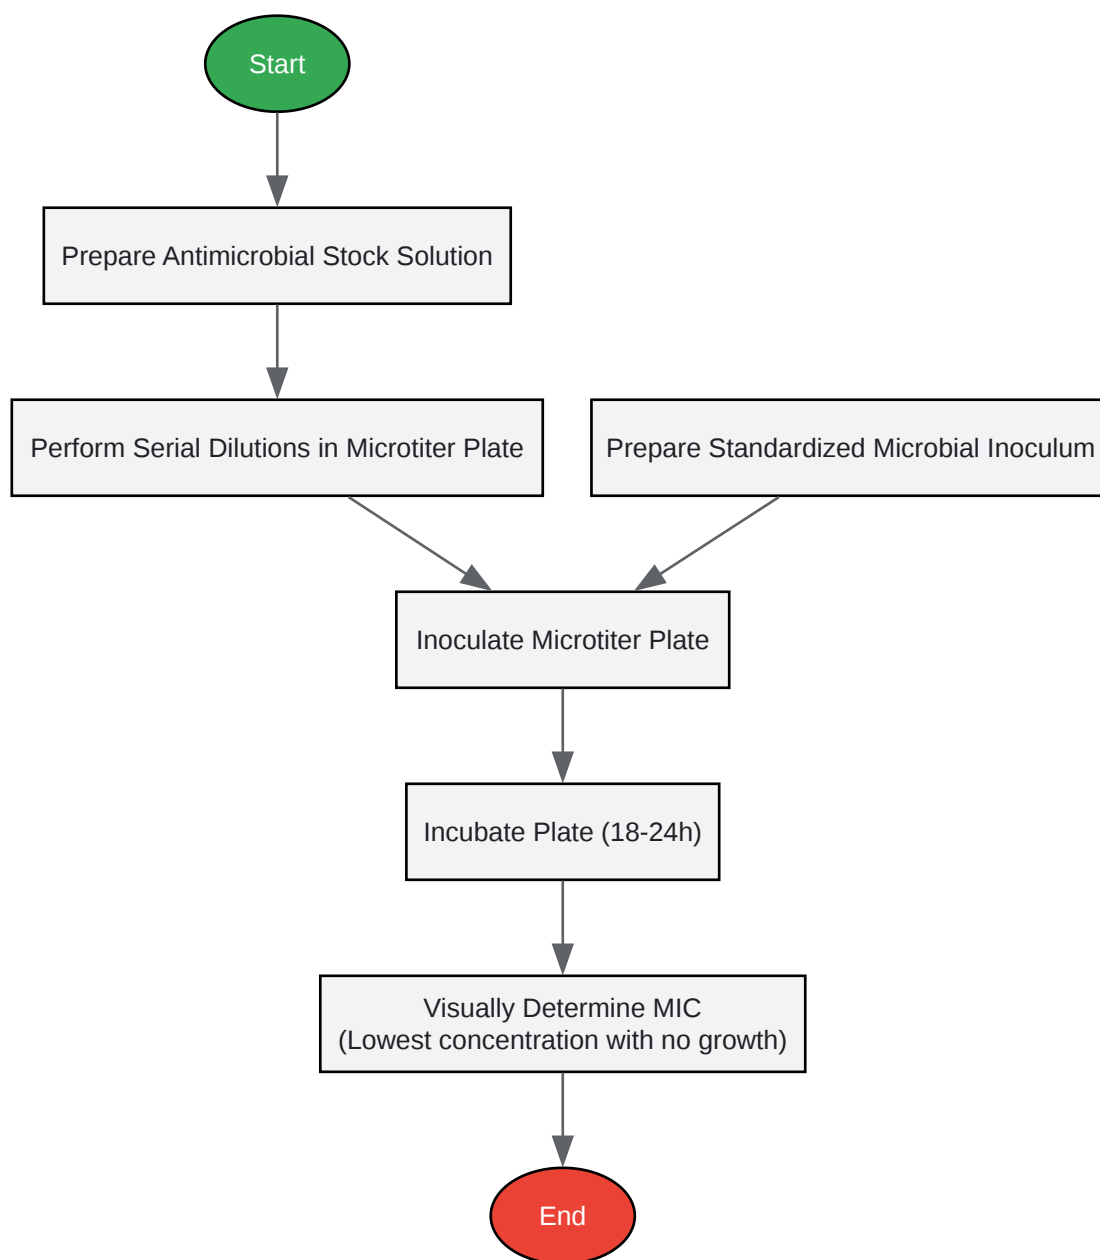 Start
Prepare Antimicrobial Stock Solution
Perform Serial Dilutions in Microtiter Plate
Prepare Standardized Microbial Inoculum
Inoculate Microtiter Plate
Incubate Plate (18-24h)
Visually Determine MIC
(Lowest concentration with no growth)
End